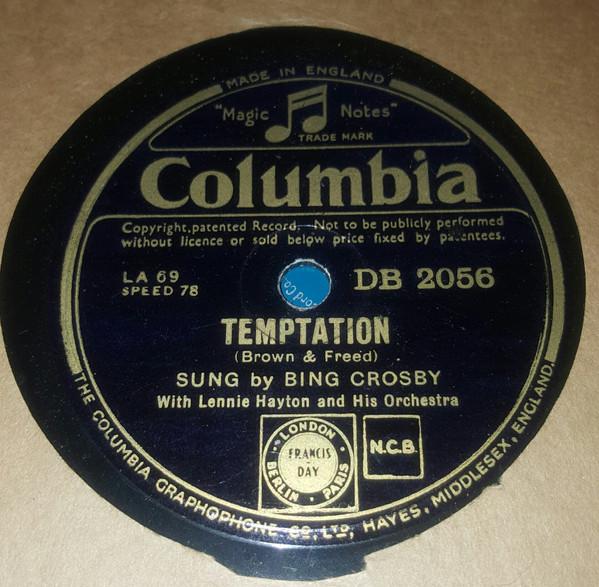 MADE IN ENGLAND
"Magic Notes"
TRADE MARK
Columbia
Copyright, patented Record. Not to be publicly performed
without licence or sold below price fixed by patentees.
LA 69
SPEED 78
DB 2056
TEMPTATION
(Brown & Freed)
SUNG by BING CROSBY
With Lennie Hayton and His Orchestra
LONDON
FRANCIS DAY
BERLIN PARIS
N.C.B.
THE COLUMBIA GRAPHOPHONE CO., LTD., HAYES, MIDDLESEX, ENGLAND.